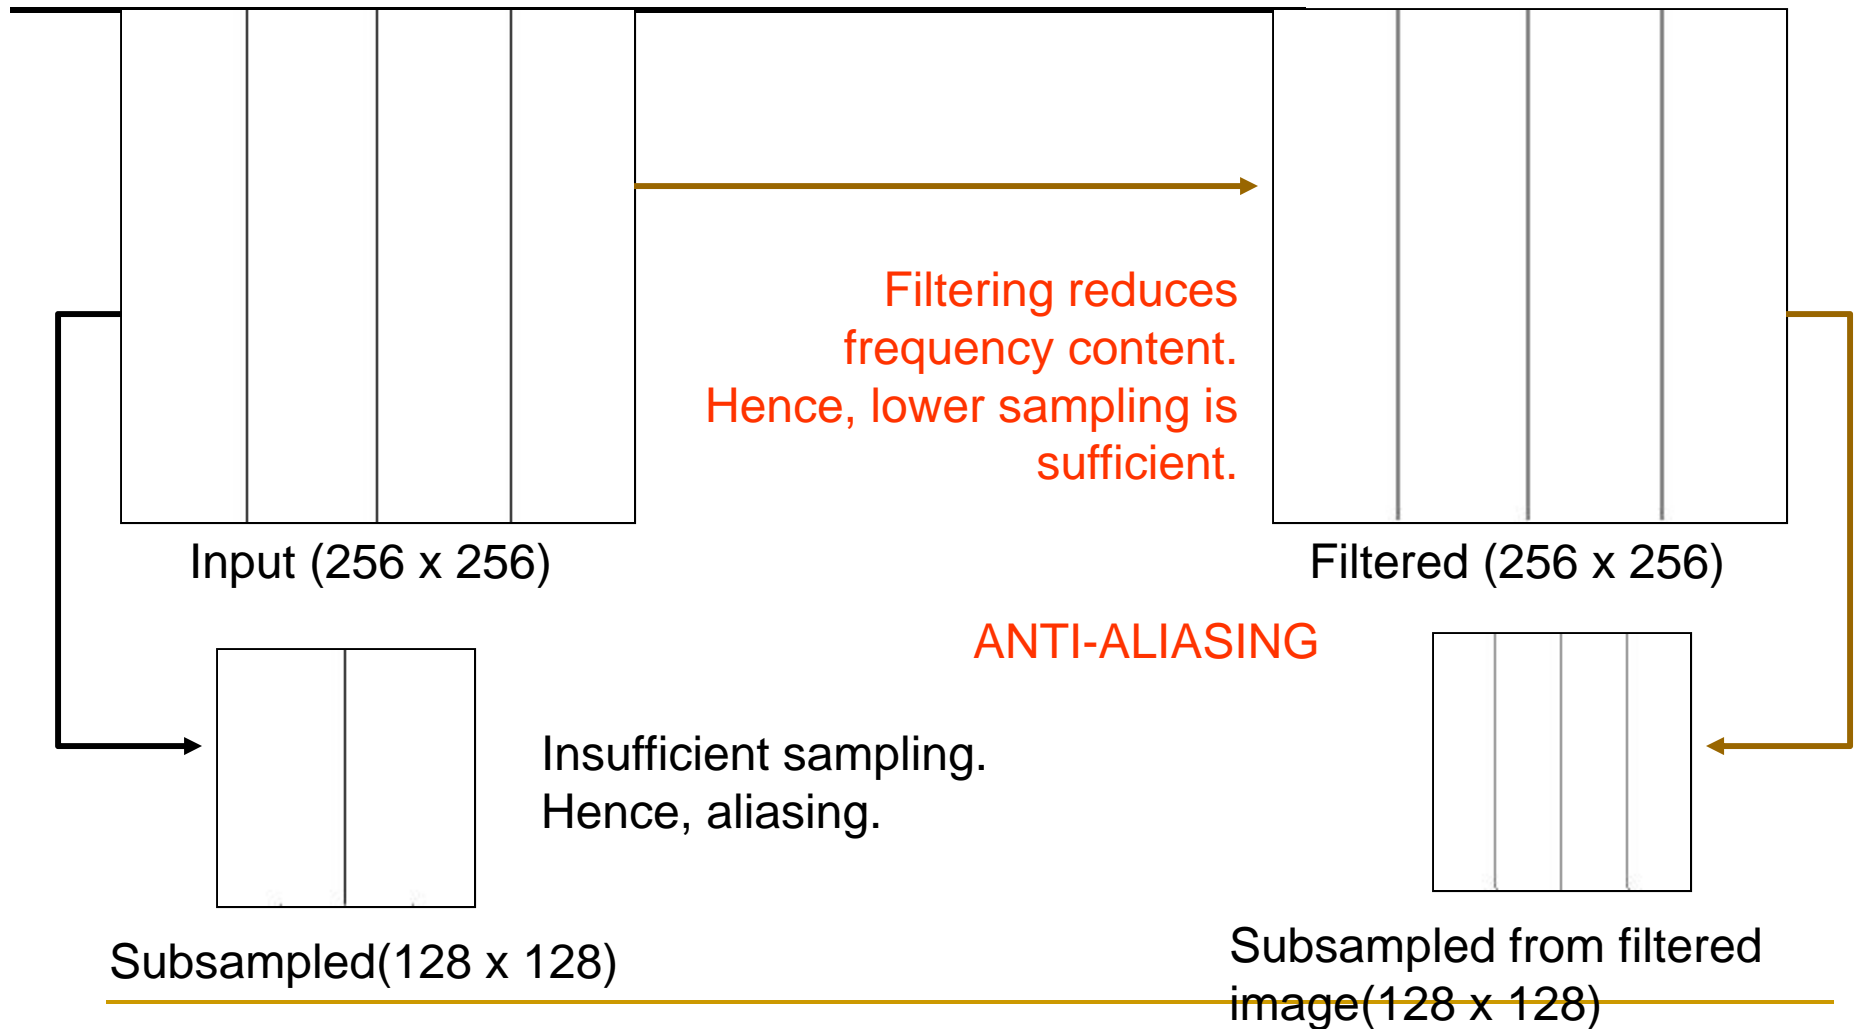 Filtering reduces
frequency content.
Hence, lower sampling is
sufficient.
Input (256 x 256)
Filtered (256 x 256)
ANTI-ALIASING
Insufficient sampling.
Hence, aliasing.
Subsampled(128 x 128)
Subsampled from filtered
image(128 x 128)